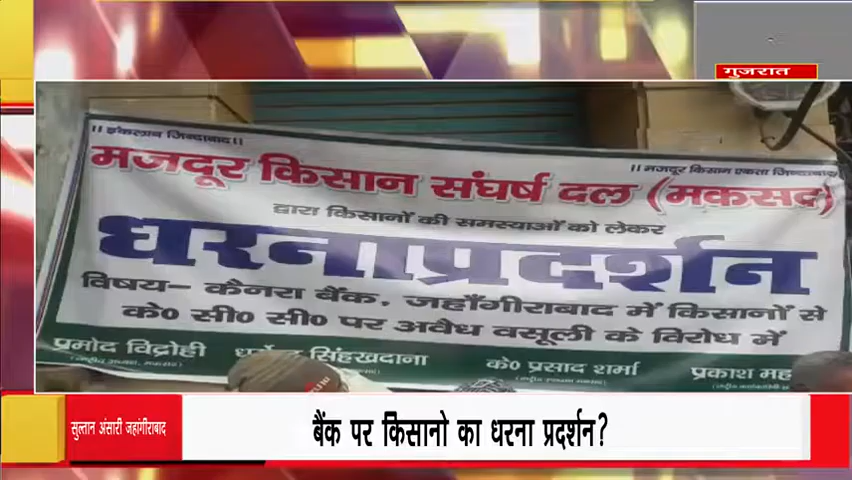 गुजरात
।। इंकलाब जिन्दाबाद।।
।। मजदूर किसान एकता जिन्दाबाद
मजदूर किसान संघर्ष दल (मकसद)
द्वारा किसानों की समस्याओं को लेकर
धरना प्रदर्शन
विषय– कैनरा बैंक, जहाँगीराबाद में किसानों से
के० सी० सी० पर अवैध वसूली के विरोध में
प्रमोद विद्रोही
सिंहखदाना
के० प्रसाद शर्मा
प्रकाश मह
सुल्तान अंसारी जहांगीराबाद
बैंक पर किसानो का धरना प्रदर्शन?